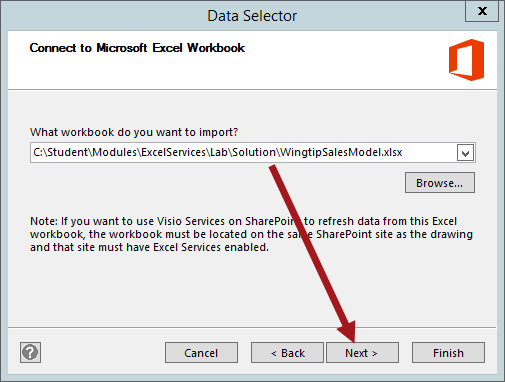 Data Selector
X
Connect to Microsoft Excel Workbook
What workbook do you want to import?
C:\Student\Modules\ExcelServices\Lab\Solution\WingtipSalesModel.xlsx
Browse...
Note: If you want to use Visio Services on SharePoint to refresh data from this Excel
workbook, the workbook must be located on the same SharePoint site as the drawing
and that site must have Excel Services enabled.
?
Cancel
< Back
Next >
Finish